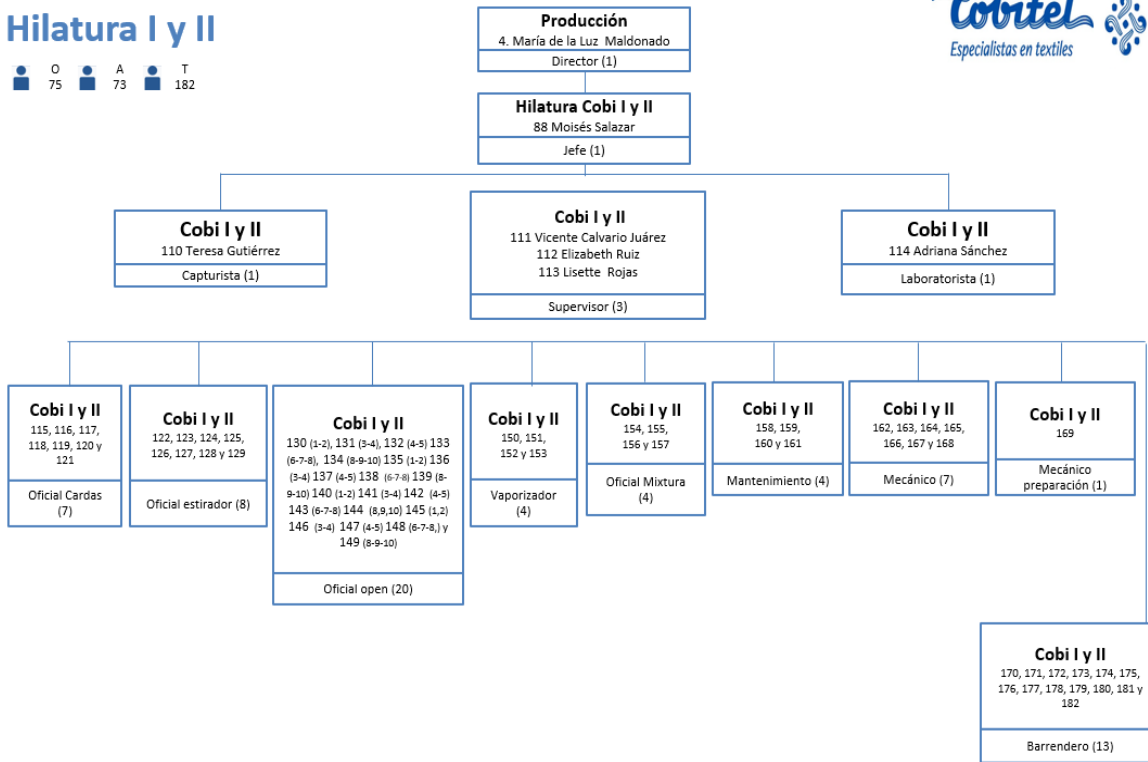 Hilatura I y II
O A T
75 73 182
Cobitel
Especialistas en textiles
Producción
4. María de la Luz Maldonado
Director (1)
Hilatura Cobi I y II
88 Moisés Salazar
Jefe (1)
Cobi I y II
110 Teresa Gutiérrez
Capturista (1)
Cobi I y II
111 Vicente Calvario Juárez
112 Elizabeth Ruiz
113 Lisette Rojas
Supervisor (3)
Cobi I y II
114 Adriana Sánchez
Laboratorista (1)
Cobi I y II
115, 116, 117,
118, 119, 120 y
121
Oficial Cardas
(7)
Cobi I y II
122, 123, 124, 125,
126, 127, 128 y 129
Oficial estirador (8)
Cobi I y II
130 (1-2), 131 (3-4), 132 (4-5) 133
(6-7-8), 134 (8-9-10) 135 (1-2) 136
(3-4) 137 (4-5) 138 (6-7-8) 139 (8-
9-10) 140 (1-2) 141 (3-4) 142 (4-5)
143 (6-7-8) 144 (8,9,10) 145 (1,2)
146 (3-4) 147 (4-5) 148 (6-7-8,) y
149 (8-9-10)
Oficial open (20)
Cobi I y II
150, 151,
152 y 153
Vaporizador
(4)
Cobi I y II
154, 155,
156 y 157
Oficial Mixtura
(4)
Cobi I y II
158, 159,
160 y 161
Mantenimiento (4)
Cobi I y II
162, 163, 164, 165,
166, 167 y 168
Mecánico (7)
Cobi I y II
169
Mecánico
preparación (1)
Cobi I y II
170, 171, 172, 173, 174, 175,
176, 177, 178, 179, 180, 181 y
182
Barrendero (13)